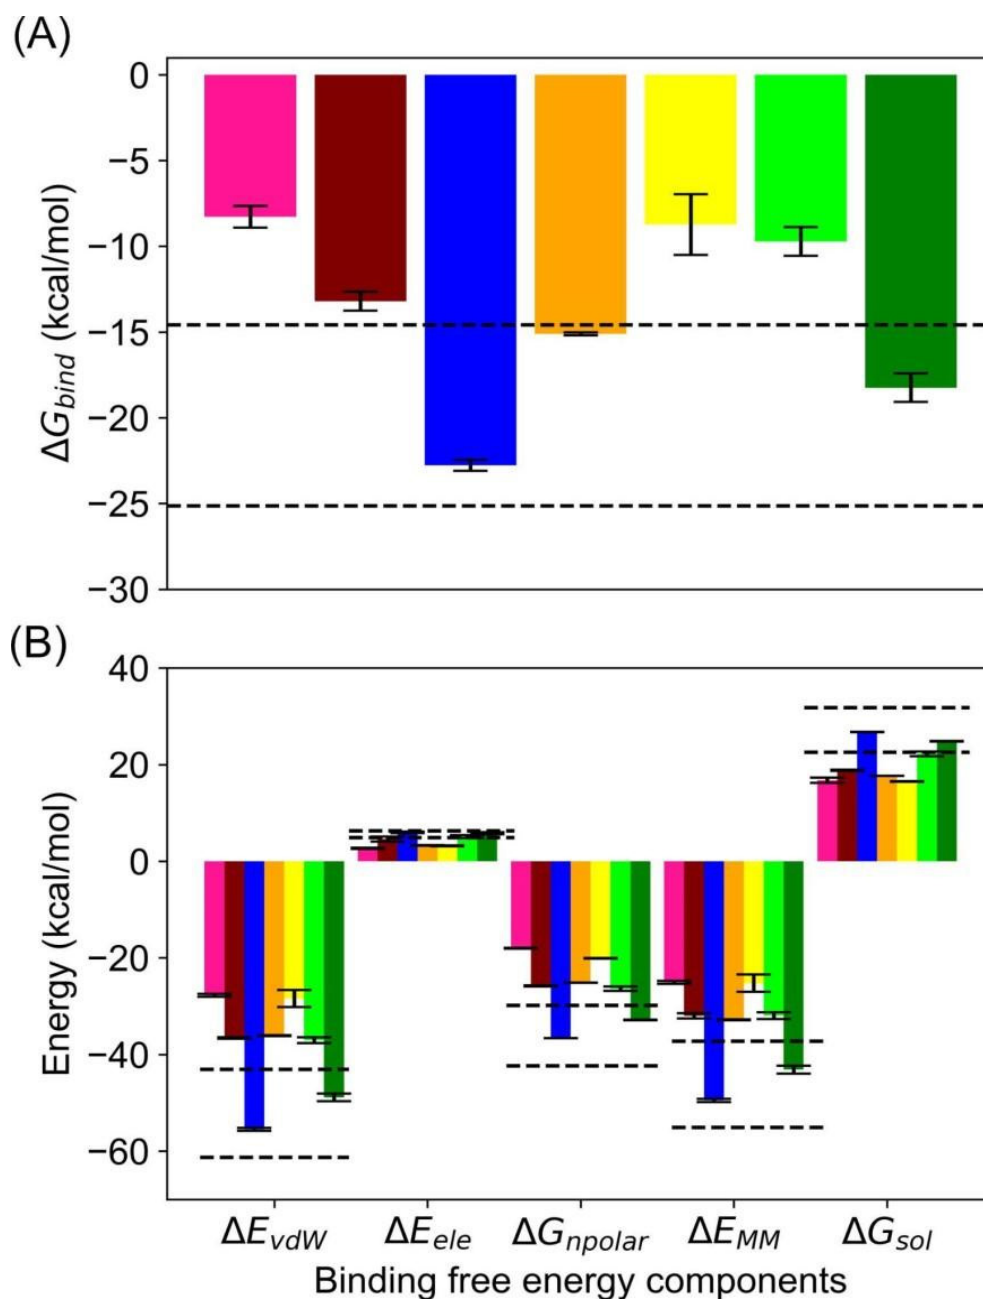 (A)
0
−5
−10
−15
−20
−25
−30
ΔG_bind (kcal/mol)
(B)
40
20
0
−20
−40
−60
Energy (kcal/mol)
ΔE_vdW ΔE_ele ΔG_npolar ΔE_MM ΔG_sol
Binding free energy components